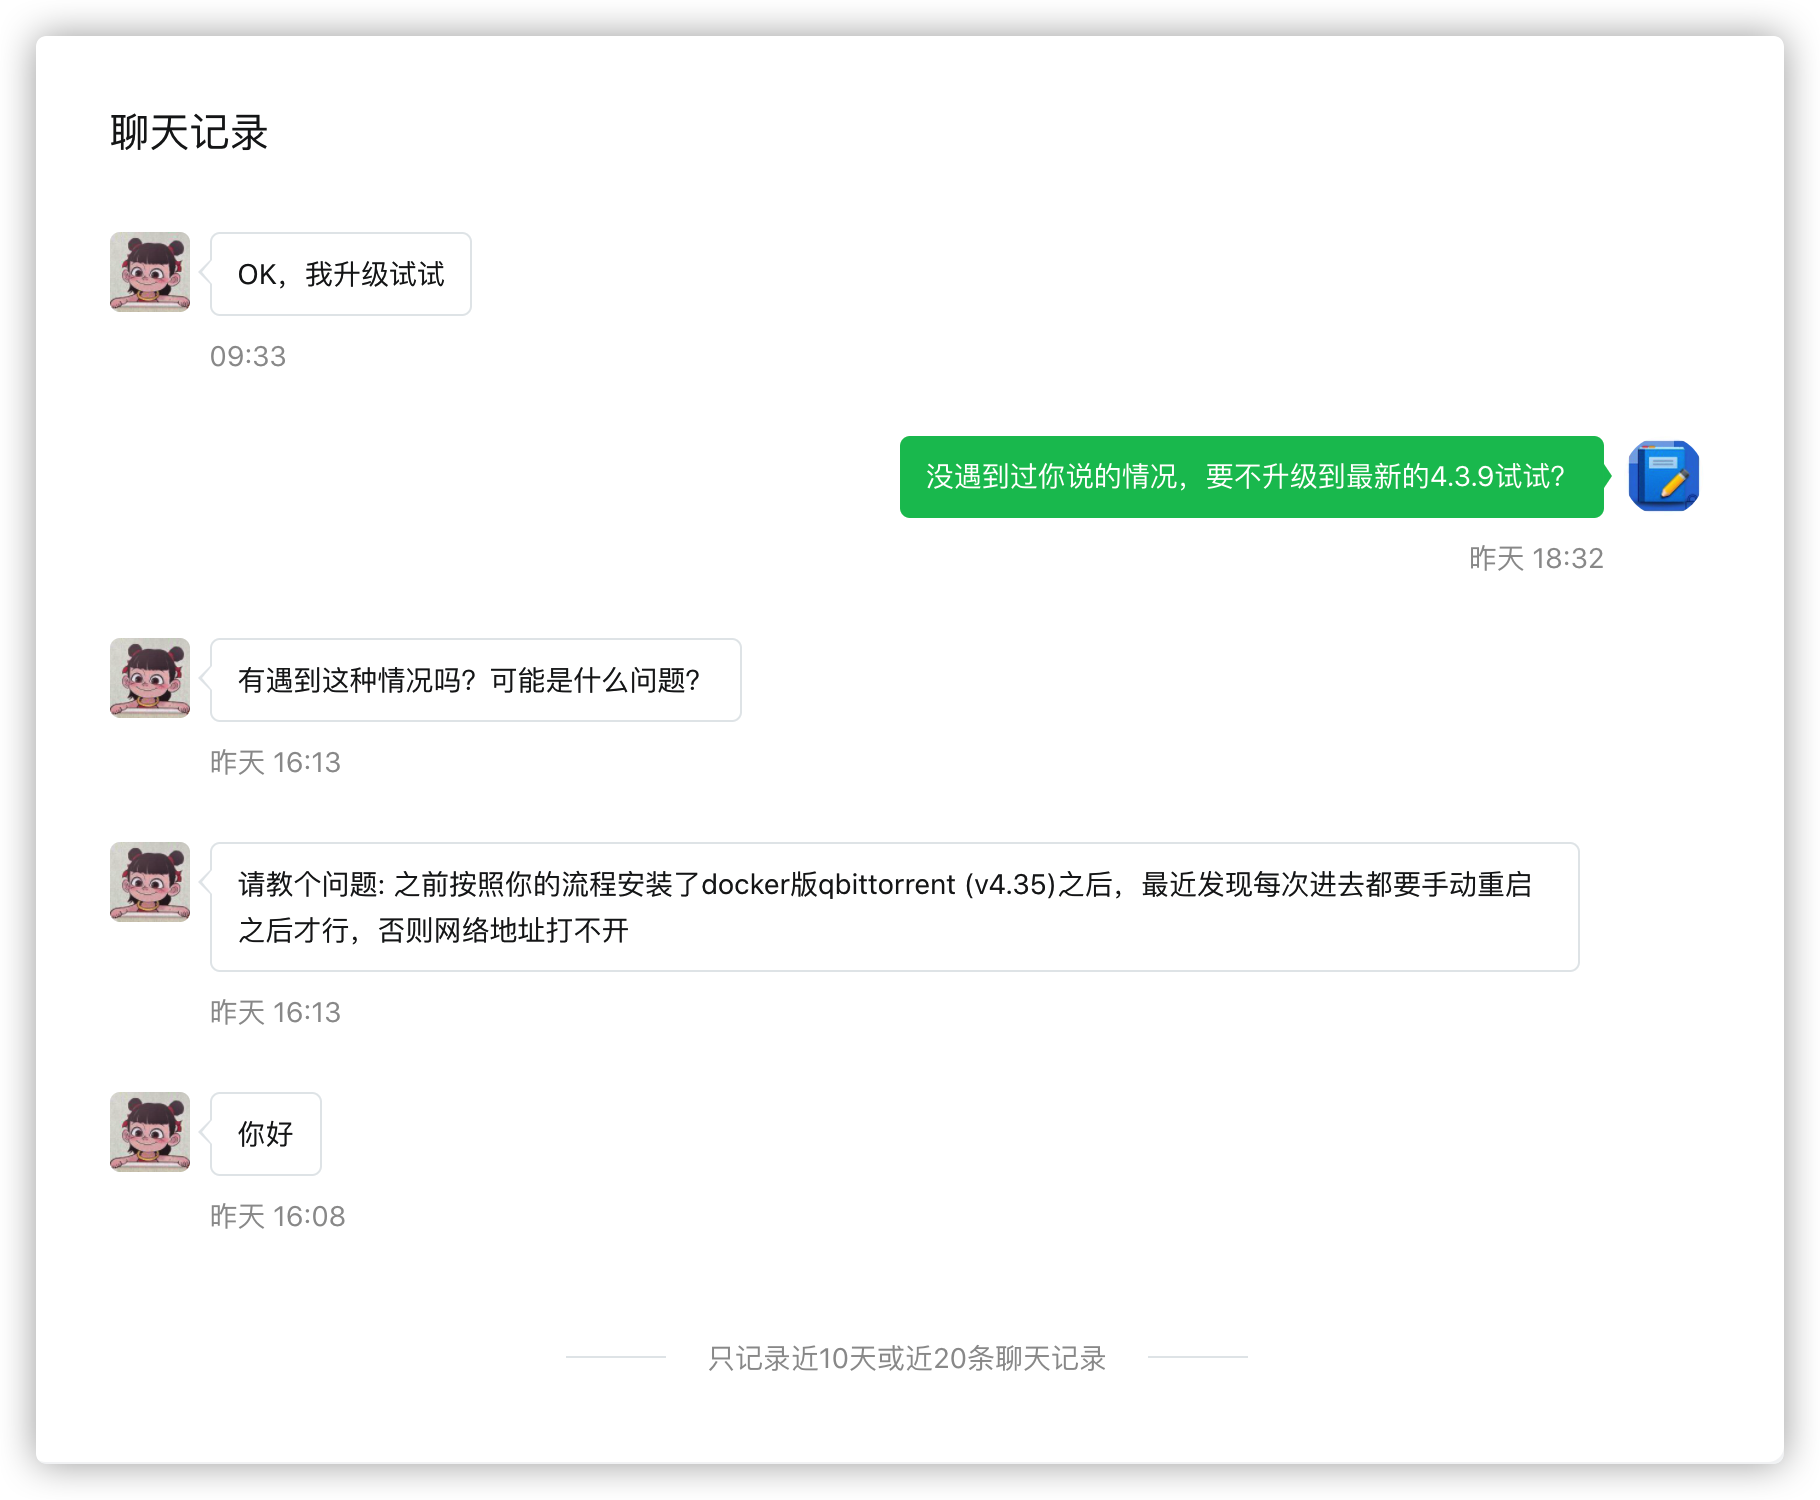 聊天记录
OK，我升级试试
09:33
没遇到过你说的情况，要不升级到最新的4.3.9试试？
昨天 18:32
有遇到这种情况吗？可能是什么问题？
昨天 16:13
请教个问题: 之前按照你的流程安装了docker版qbittorrent (v4.35)之后，最近发现每次进去都要手动重启
之后才行，否则网络地址打不开
昨天 16:13
你好
昨天 16:08
只记录近10天或近20条聊天记录